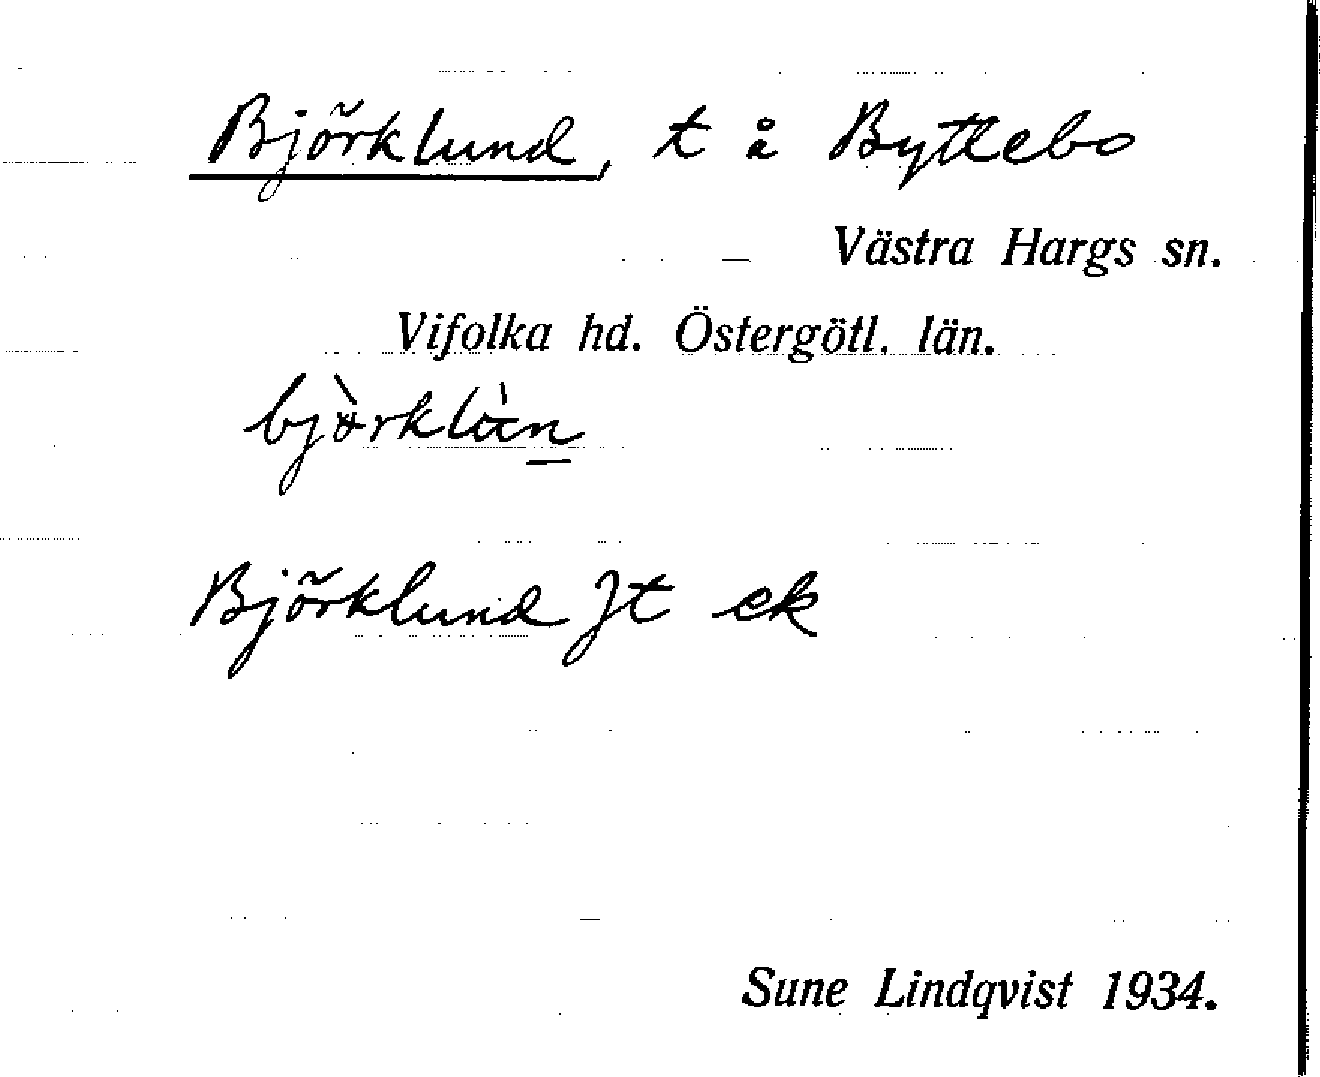 Björklund, t å Byttebo
Västra Hargs sn.
Vifolka hd. Östergötl. län.
björklùn
Björklund Jt ek
Sune Lindqvist 1934.